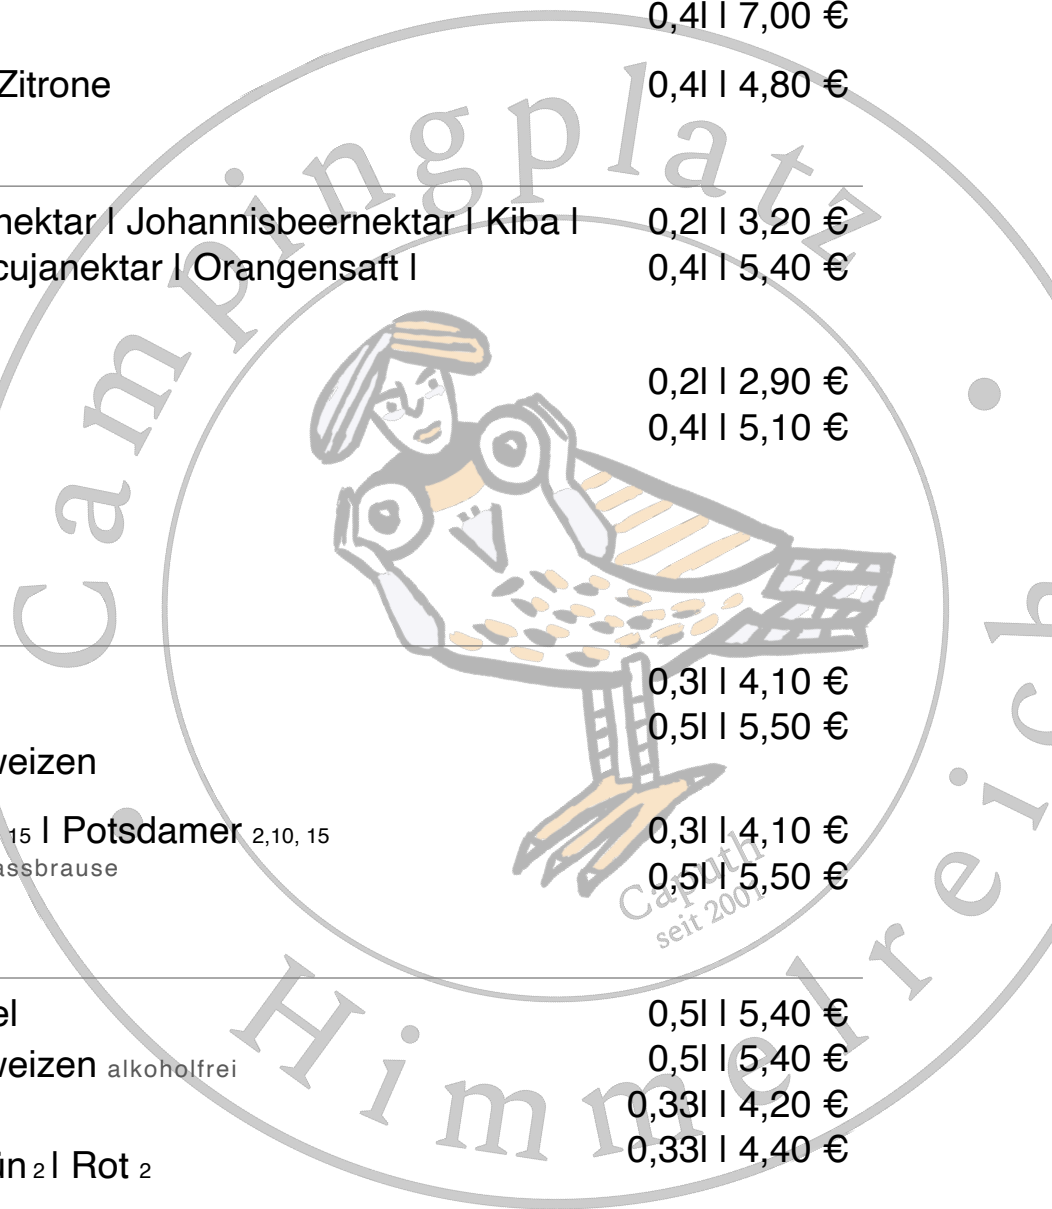 0,4l | 7,00 €
Zitrone 0,4l | 4,80 €
nektar | Johannisbeernektar | Kiba | 0,2l | 3,20 €
cujanektar | Orangensaft | 0,4l | 5,40 €
0,2l | 2,90 €
0,4l | 5,10 €
0,3l | 4,10 €
0,5l | 5,50 €
weizen
15 | Potsdamer 2,10, 15 0,3l | 4,10 €
assbrause 0,5l | 5,50 €
el 0,5l | 5,40 €
weizen alkoholfrei 0,5l | 5,40 €
0,33l | 4,20 €
0,33l | 4,40 €
ün 2 | Rot 2
Campingplatz
Himmelreich
Caputh
seit 2001